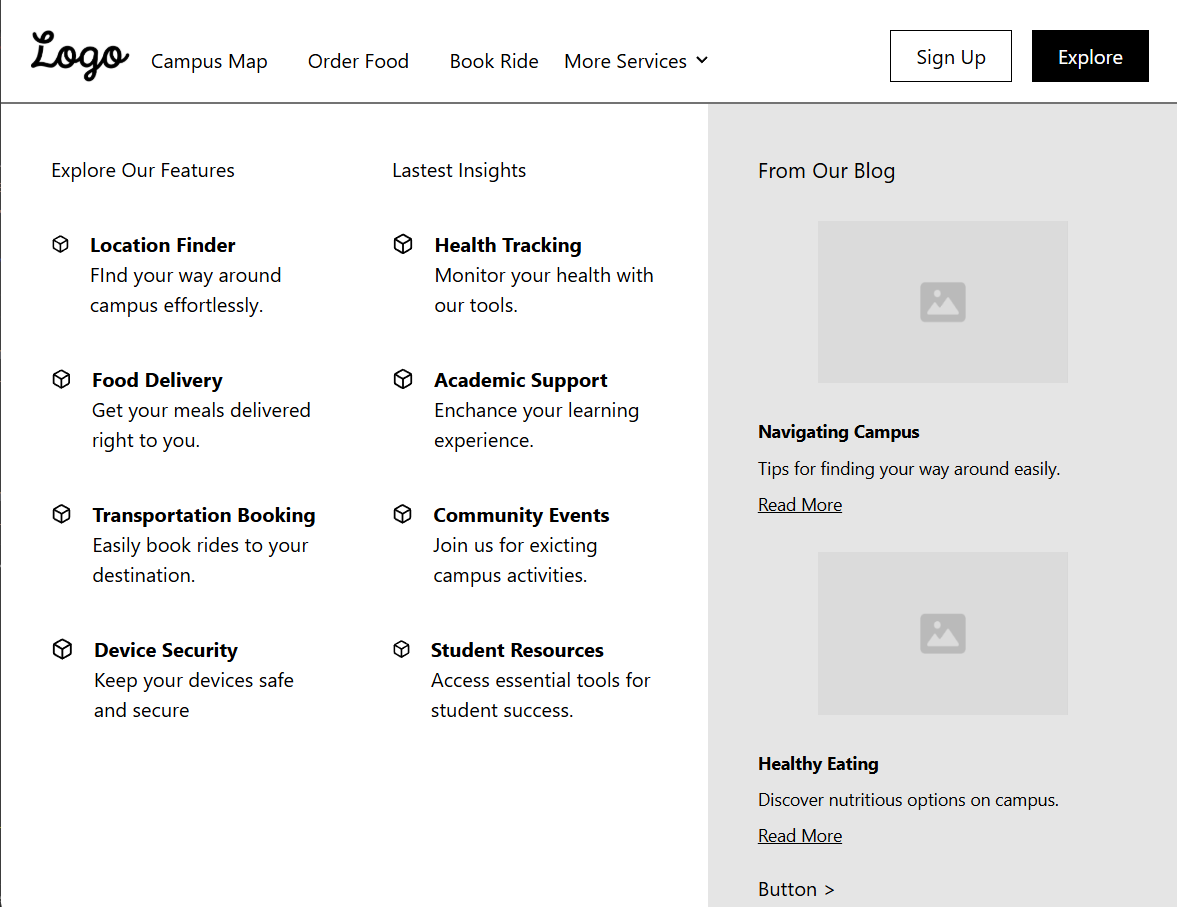 Logo
Campus Map
Order Food
Book Ride
More Services
Sign Up
Explore
Explore Our Features
Location Finder
FInd your way around
campus effortlessly.
Food Delivery
Get your meals delivered
right to you.
Transportation Booking
Easily book rides to your
destination.
Device Security
Keep your devices safe
and secure
Lastest Insights
Health Tracking
Monitor your health with
our tools.
Academic Support
Enchance your learning
experience.
Community Events
Join us for exicting
campus activities.
Student Resources
Access essential tools for
student success.
From Our Blog
Navigating Campus
Tips for finding your way around easily.
Read More
Healthy Eating
Discover nutritious options on campus.
Read More
Button >